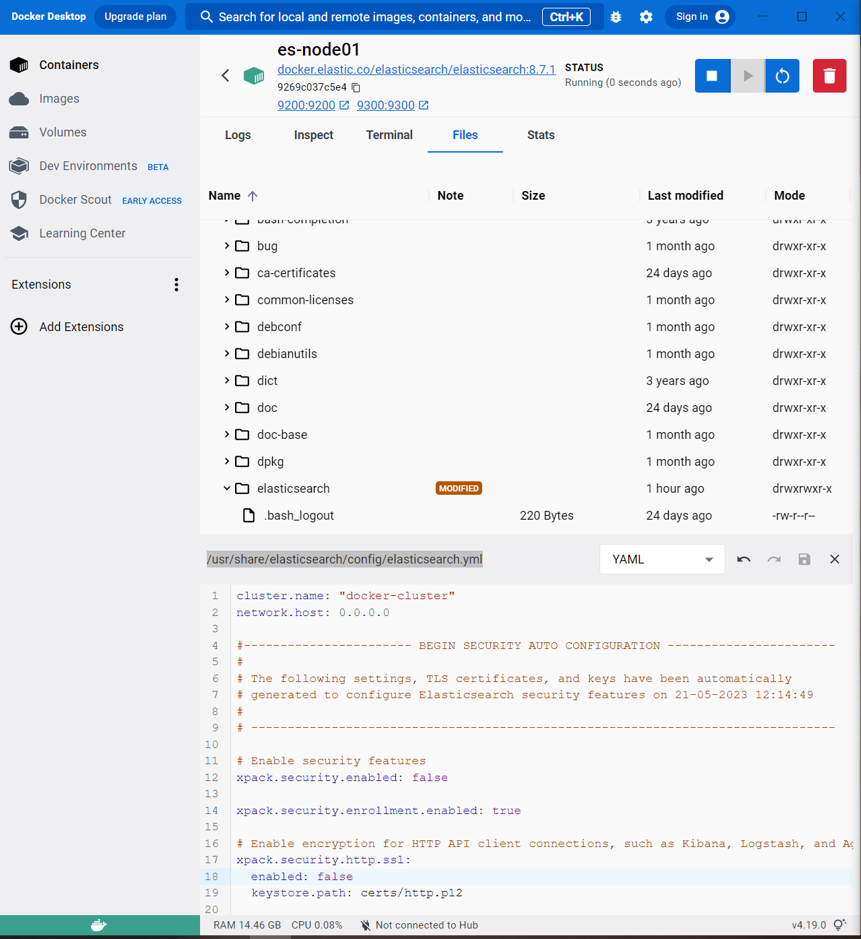 Docker Desktop Upgrade plan Search for local and remote images, containers, and mo... Ctrl+K Sign in
Containers
Images
Volumes
Dev Environments BETA
Docker Scout EARLY ACCESS
Learning Center
Extensions
Add Extensions
es-node01
docker.elastic.co/elasticsearch/elasticsearch:8.7.1
9269c037c5e4
9200:9200 9300:9300
STATUS
Running (0 seconds ago)
Logs Inspect Terminal Files Stats
Name Note Size Last modified Mode
bash-completion 3 years ago drwxr-xr-x
bug 1 month ago drwxr-xr-x
ca-certificates 24 days ago drwxr-xr-x
common-licenses 1 month ago drwxr-xr-x
debconf 1 month ago drwxr-xr-x
debianutils 1 month ago drwxr-xr-x
dict 3 years ago drwxr-xr-x
doc 24 days ago drwxr-xr-x
doc-base 1 month ago drwxr-xr-x
dpkg 1 month ago drwxr-xr-x
elasticsearch MODIFIED 1 hour ago drwxrwxr-x
.bash_logout 220 Bytes 24 days ago -rw-r--r--
/usr/share/elasticsearch/config/elasticsearch.yml YAML
1 cluster.name: "docker-cluster"
2 network.host: 0.0.0.0
3
4 #----------------------- BEGIN SECURITY AUTO CONFIGURATION -----------------------
5 #
6 # The following settings, TLS certificates, and keys have been automatically
7 # generated to configure Elasticsearch security features on 21-05-2023 12:14:49
8 #
9 # --------------------------------------------------------------------------------
10
11 # Enable security features
12 xpack.security.enabled: false
13
14 xpack.security.enrollment.enabled: true
15
16 # Enable encryption for HTTP API client connections, such as Kibana, Logstash, and Ag
17 xpack.security.http.ssl:
18 enabled: false
19 keystore.path: certs/http.p12
20
RAM 14.46 GB CPU 0.08% Not connected to Hub v4.19.0